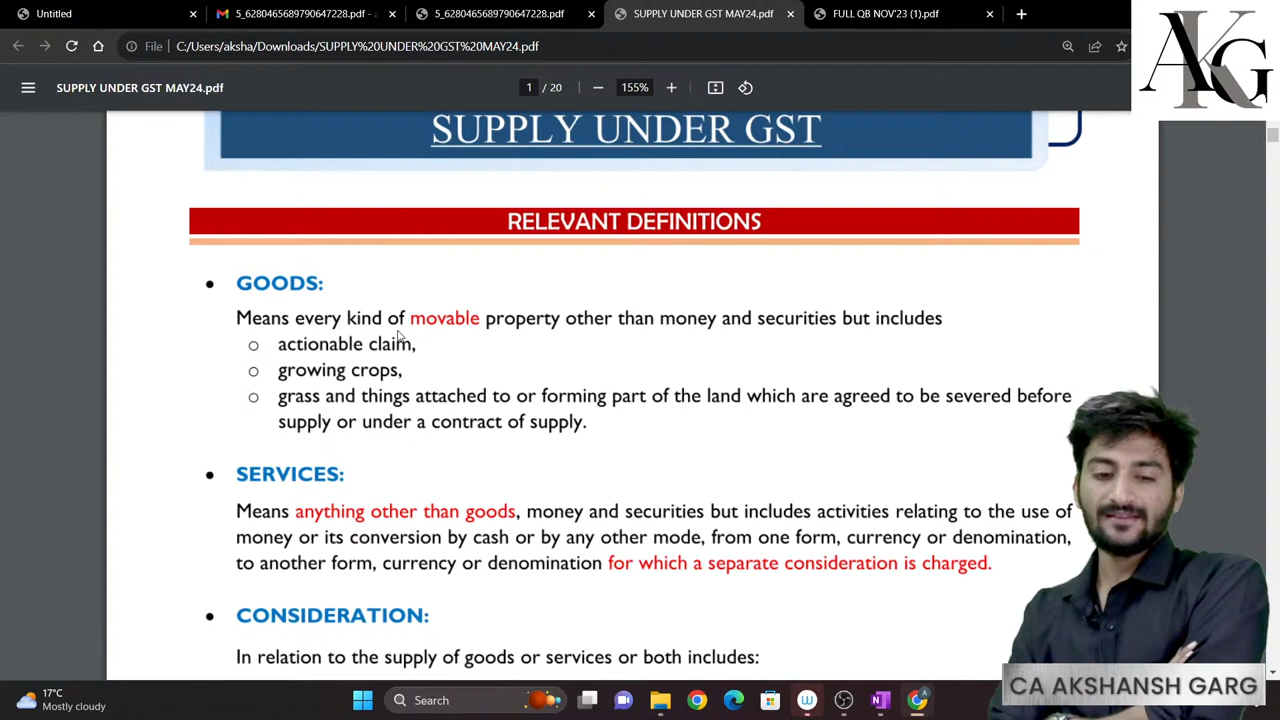 Untitled
5_6280465689790647228.pdf - a
5_6280465689790647228.pdf
SUPPLY UNDER GST MAY24.pdf
FULL QB NOV'23 (1).pdf
File C:/Users/aksha/Downloads/SUPPLY%20UNDER%20GST%20MAY24.pdf
AKG
SUPPLY UNDER GST MAY24.pdf
1 / 20
155%
SUPPLY UNDER GST
RELEVANT DEFINITIONS
• GOODS:
Means every kind of movable property other than money and securities but includes
o actionable claim,
o growing crops,
o grass and things attached to or forming part of the land which are agreed to be severed before
supply or under a contract of supply.
• SERVICES:
Means anything other than goods, money and securities but includes activities relating to the use of
money or its conversion by cash or by any other mode, from one form, currency or denomination,
to another form, currency or denomination for which a separate consideration is charged.
• CONSIDERATION:
In relation to the supply of goods or services or both includes:
CA AKSHANSH GARG
17°C
Mostly cloudy
Search